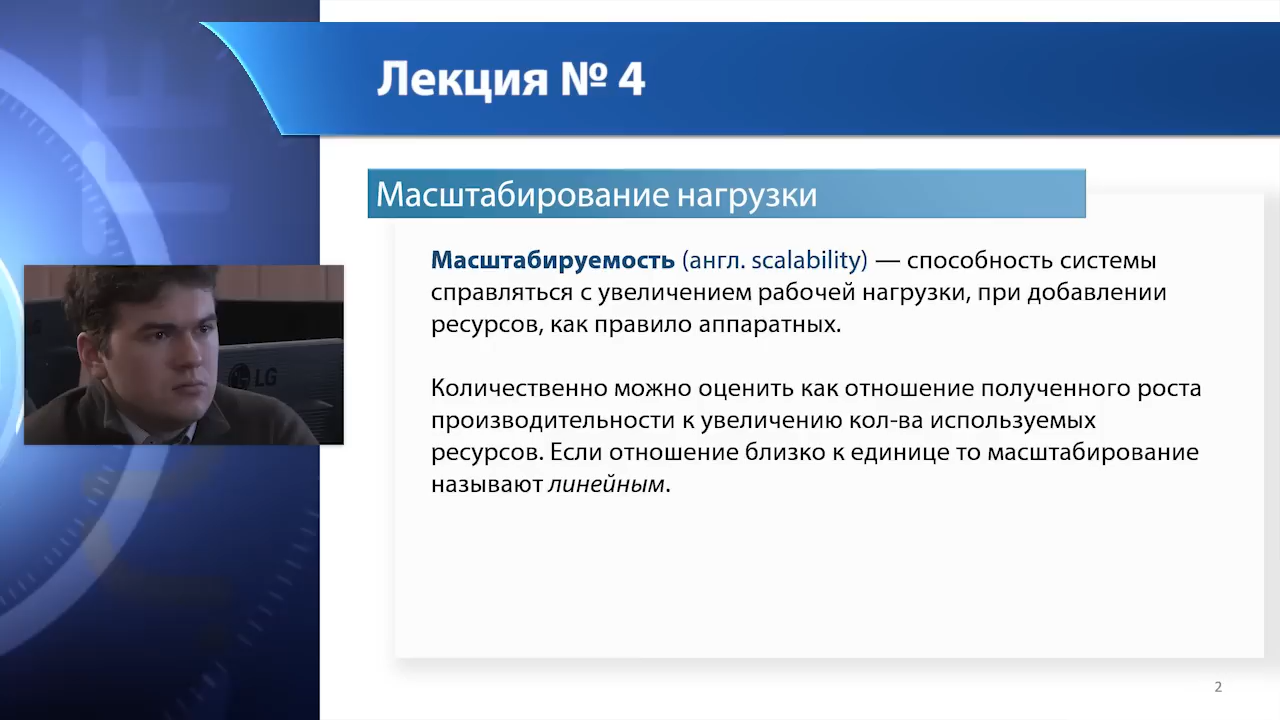 Лекция № 4
Масштабирование нагрузки
Масштабируемость (англ. scalability) — способность системы
справляться с увеличением рабочей нагрузки, при добавлении
ресурсов, как правило аппаратных.
Количественно можно оценить как отношение полученного роста
производительности к увеличению кол-ва используемых
ресурсов. Если отношение близко к единице то масштабирование
называют линейным.
LG
2